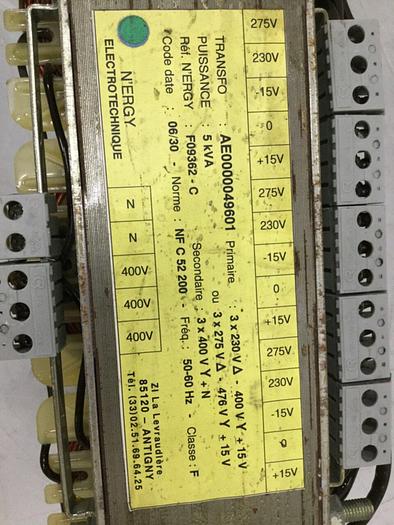 275V
230V
-15V
0
+15V
275V
230V
-15V
0
+15V
275V
230V
-15V
0
+15V
TRANSFO : AE0000049601 Primaire : 3 x 230 V Δ - 400 V Y ± 15 V
ou 3 x 275 V Δ - 476 V Y ± 15 V
PUISSANCE : 5 kVA Secondaire : 3 x 400 V Y + N
Réf. N'ERGY : F09362 - C
Code date : 06/30 - Norme : NF C 52 200 - Fréq. : 50-60 Hz - Classe : F
N'ERGY
ELECTROTECHNIQUE
N
N
400V
400V
400V
ZI La Levraudière
85120 – ANTIGNY
Tél. (33)02.51.69.64.25